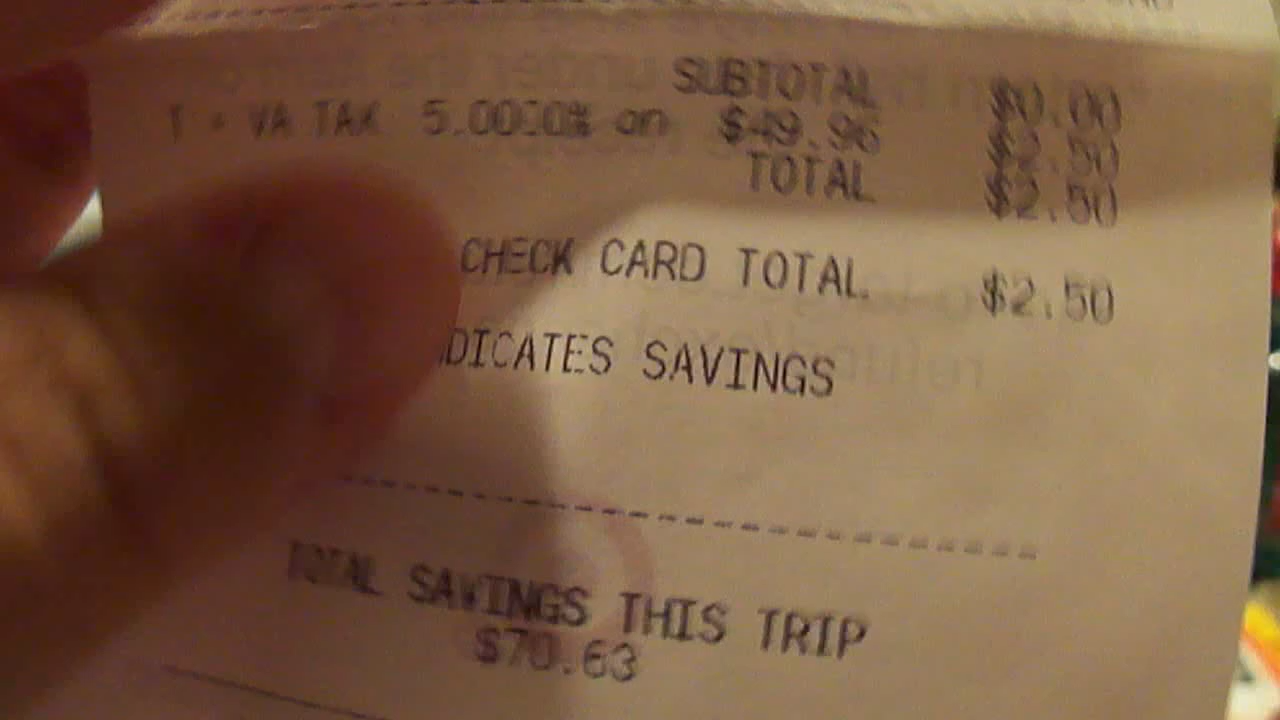 SUBTOTAL $0.00
T - VA TAX 5.0000% on $49.96 $2.50
TOTAL $2.50
CHECK CARD TOTAL $2.50
DICATES SAVINGS
TOTAL SAVINGS THIS TRIP
$70.63